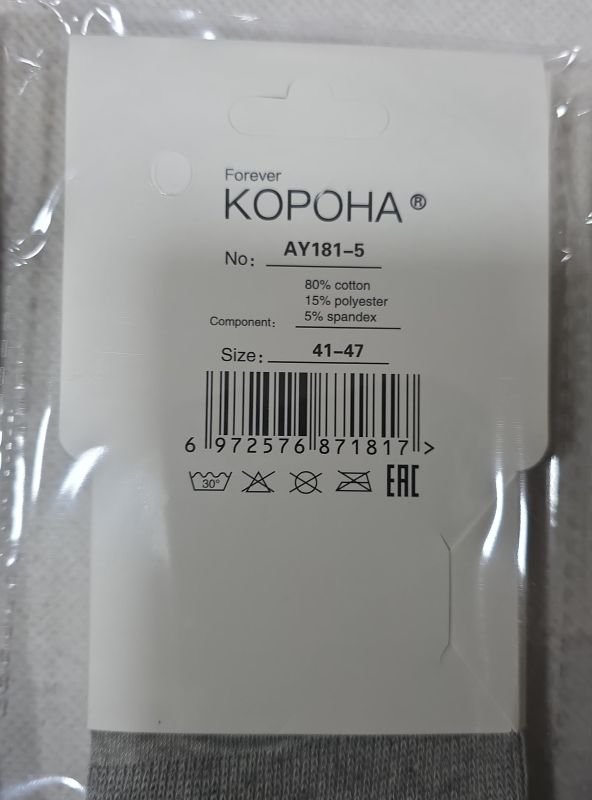 Forever
КОРОНА ®
No: AY181-5
80% cotton
15% polyester
5% spandex
Component:
Size: 41-47
6 972576 871817 >
30°
EAC